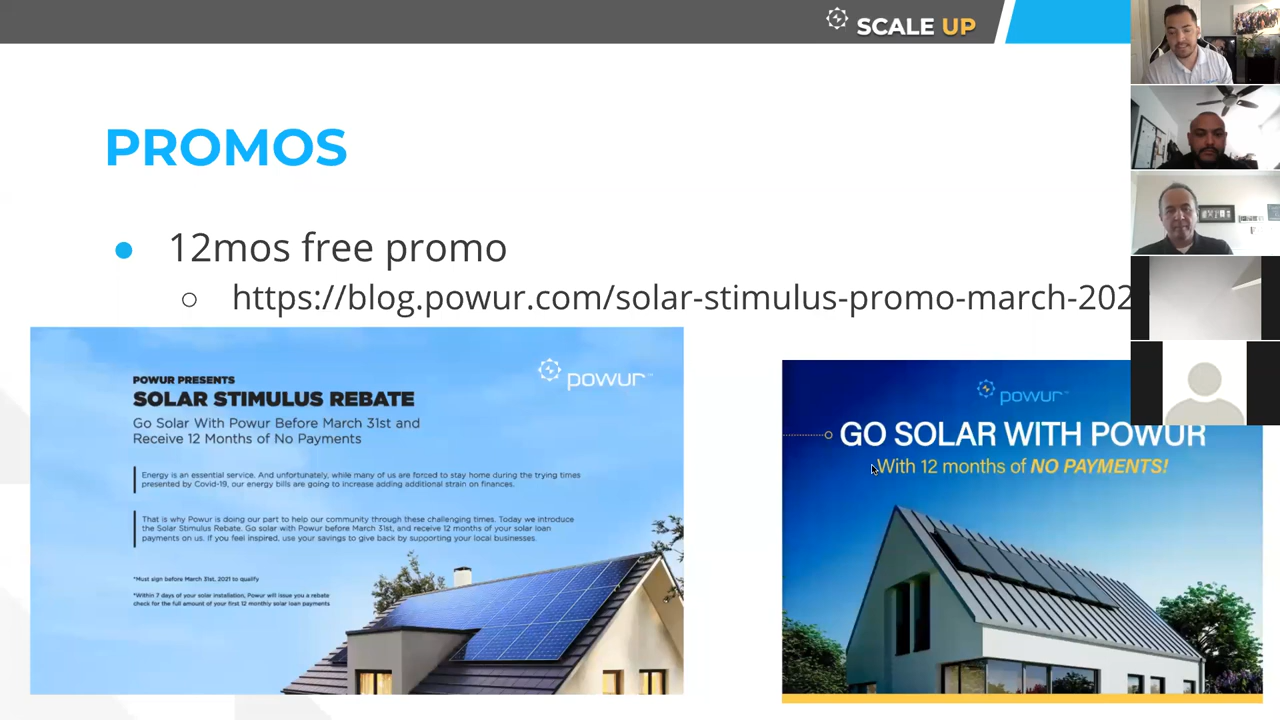 SCALE UP
PROMOS
12mos free promo
https://blog.powur.com/solar-stimulus-promo-march-202
powur
POWUR PRESENTS
SOLAR STIMULUS REBATE
Go Solar With Powur Before March 31st and
Receive 12 Months of No Payments
Energy is an essential service. And unfortunately, while many of us are forced to stay home during the trying times
presented by Covid-19, our energy bills are going to increase adding additional strain on finances.
That is why Powur is doing our part to help our community through these challenging times. Today we introduce
the Solar Stimulus Rebate. Go solar with Powur before March 31st, and receive 12 months of your solar loan
payments on us. If you feel inspired, use your savings to give back by supporting your local businesses.
*Must sign before March 31st, 2021 to qualify
*Within 7 days of your solar installation, Powur will issue you a rebate
check for the full amount of your first 12 monthly solar loan payments
powur
GO SOLAR WITH POWUR
With 12 months of NO PAYMENTS!